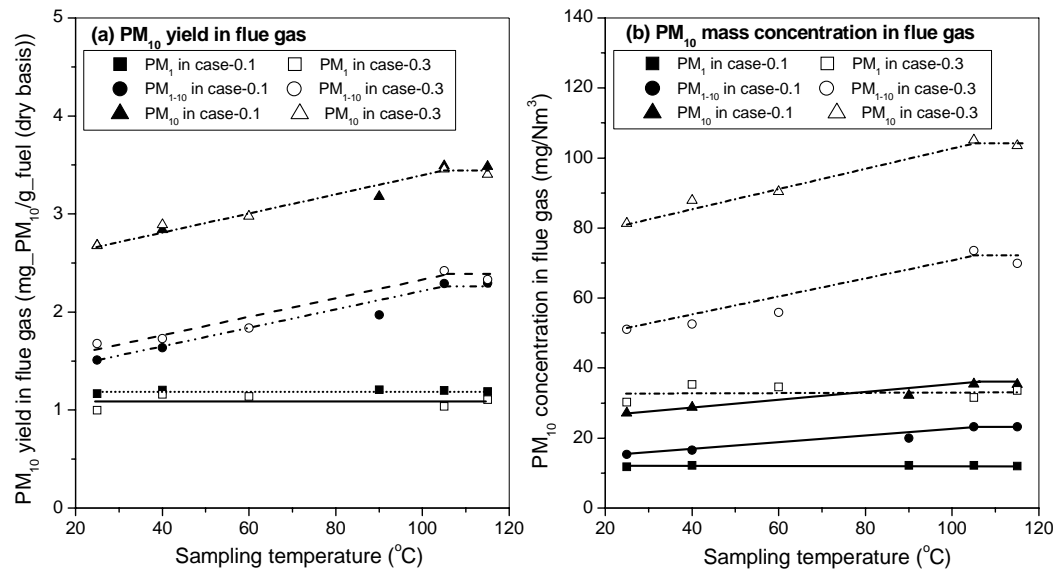 (a) PM10 yield in flue gas
PM1 in case-0.1
PM1 in case-0.3
PM1-10 in case-0.1
PM1-10 in case-0.3
PM10 in case-0.1
PM10 in case-0.3
PM10 yield in flue gas (mg_PM10/g_fuel (dry basis))
5
4
3
2
1
0
20
40
60
80
100
120
Sampling temperature (°C)
(b) PM10 mass concentration in flue gas
PM1 in case-0.1
PM1 in case-0.3
PM1-10 in case-0.1
PM1-10 in case-0.3
PM10 in case-0.1
PM10 in case-0.3
PM10 concentration in flue gas (mg/Nm³)
140
120
100
80
60
40
20
0
20
40
60
80
100
120
Sampling temperature (°C)